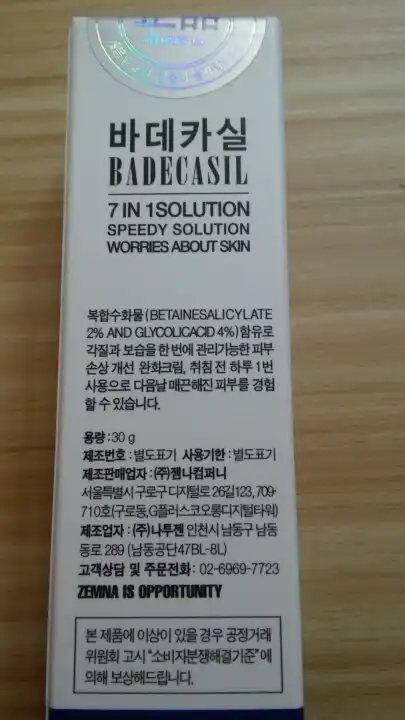 正品
바데카실
BADECASIL
7 IN 1SOLUTION
SPEEDY SOLUTION
WORRIES ABOUT SKIN
복합수화물(BETAINESALICYLATE
2% AND GLYCOLICACID 4%)함유로
각질과 보습을 한 번에 관리가능한 피부
손상 개선 완화크림, 취침 전 하루 1번
사용으로 다음날 매끈해진 피부를 경험
할 수 있습니다.
용량 : 30 g
제조번호 : 별도표기 사용기한 : 별도표기
제조판매업자 : (주)젬나컴퍼니
서울특별시 구로구 디지털로 26길123, 709-
710호(구로동,G플러스코오롱디지털타워)
제조업자 : (주)나투젠 인천시 남동구 남동
동로 289 (남동공단47BL-8L)
고객상담 및 주문전화 : 02-6969-7723
ZEMNA IS OPPORTUNITY
본 제품에 이상이 있을 경우 공정거래
위원회 고시 "소비자분쟁해결기준"에
의해 보상해드립니다.